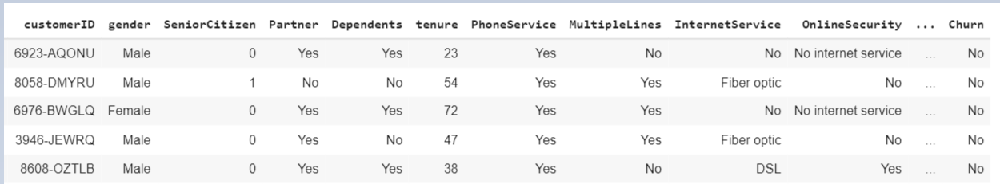 customerID gender SeniorCitizen Partner Dependents tenure PhoneService MultipleLines InternetService OnlineSecurity ... Churn
6923-AQONU Male 0 Yes Yes 23 Yes No No No internet service ... No
8058-DMYRU Male 1 No No 54 Yes Yes Fiber optic No ... No
6976-BWGLQ Female 0 Yes Yes 72 Yes Yes No No internet service ... No
3946-JEWRQ Male 0 Yes No 47 Yes Yes Fiber optic No ... No
8608-OZTLB Male 0 Yes Yes 38 Yes No DSL Yes ... No